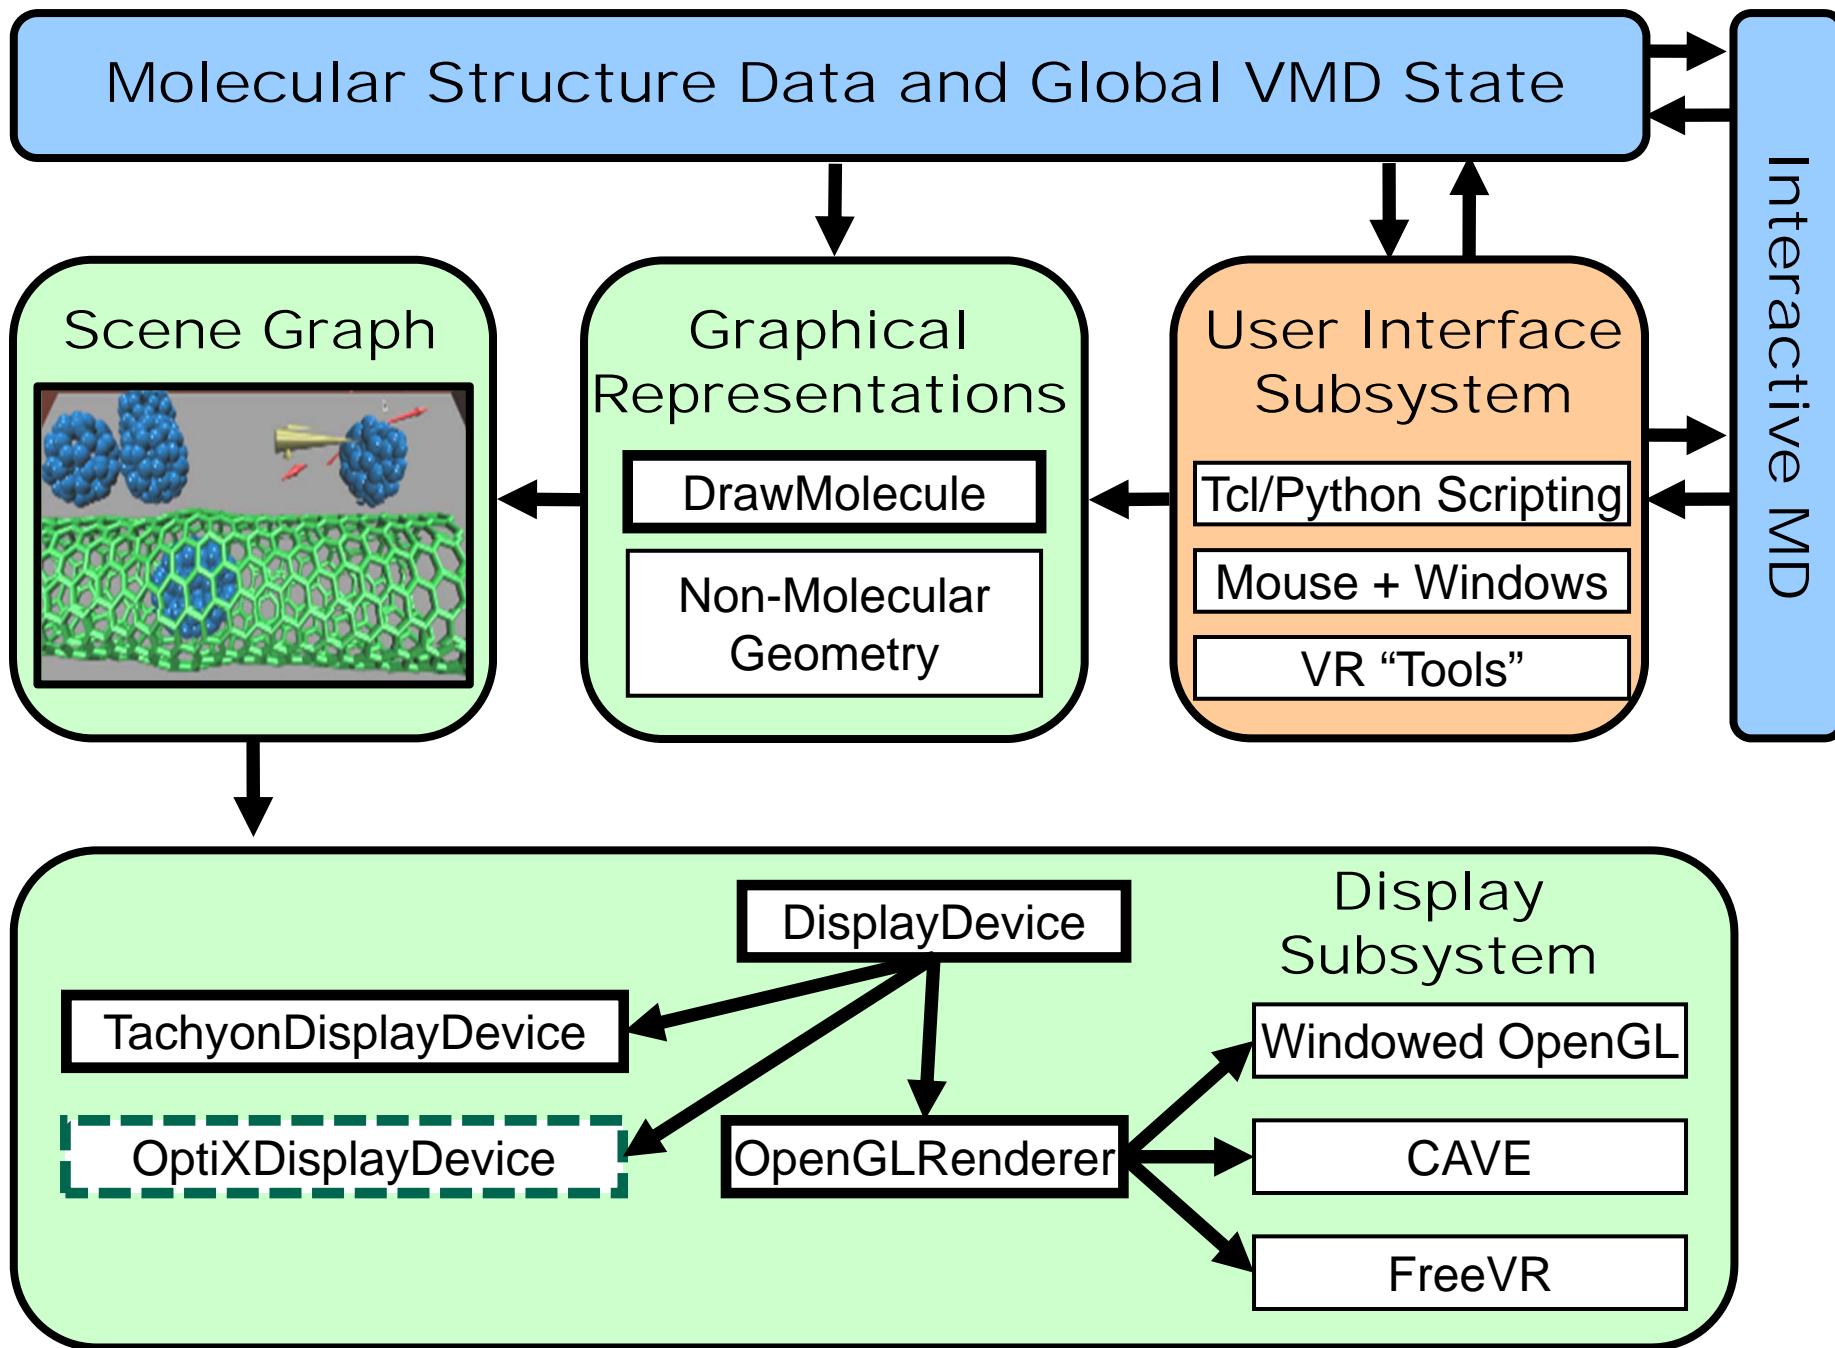 Molecular Structure Data and Global VMD State
Interactive MD
Scene Graph
Graphical
Representations
DrawMolecule
Non-Molecular
Geometry
User Interface
Subsystem
Tcl/Python Scripting
Mouse + Windows
VR “Tools”
Display
Subsystem
DisplayDevice
TachyonDisplayDevice
OptiXDisplayDevice
OpenGLRenderer
Windowed OpenGL
CAVE
FreeVR